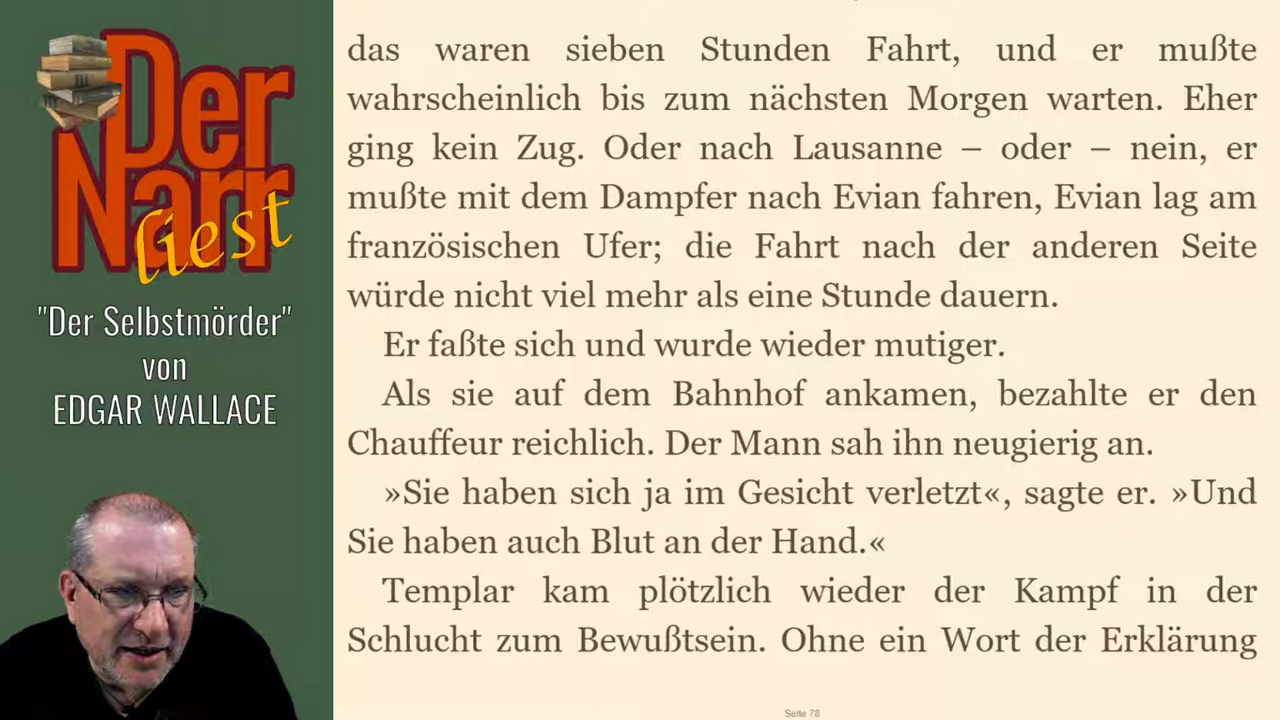 Der
Narr
liest
"Der Selbstmörder"
von
EDGAR WALLACE
das waren sieben Stunden Fahrt, und er mußte
wahrscheinlich bis zum nächsten Morgen warten. Eher
ging kein Zug. Oder nach Lausanne – oder – nein, er
mußte mit dem Dampfer nach Evian fahren, Evian lag am
französischen Ufer; die Fahrt nach der anderen Seite
würde nicht viel mehr als eine Stunde dauern.
Er faßte sich und wurde wieder mutiger.
Als sie auf dem Bahnhof ankamen, bezahlte er den
Chauffeur reichlich. Der Mann sah ihn neugierig an.
»Sie haben sich ja im Gesicht verletzt«, sagte er. »Und
Sie haben auch Blut an der Hand.«
Templar kam plötzlich wieder der Kampf in der
Schlucht zum Bewußtsein. Ohne ein Wort der Erklärung
Seite 78